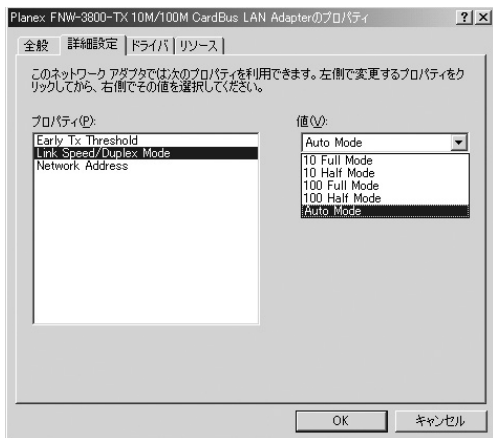 Planex FNW-3800-TX 10M/100M CardBus LAN Adapterのプロパティ
全般 詳細設定 ドライバ リソース
このネットワーク アダプタでは次のプロパティを利用できます。左側で変更するプロパティをク
リックしてから、右側でその値を選択してください。
プロパティ(P): 値(V):
Early Tx Threshold Auto Mode
Link Speed/Duplex Mode 10 Full Mode
Network Address 10 Half Mode
100 Full Mode
100 Half Mode
Auto Mode
OK キャンセル